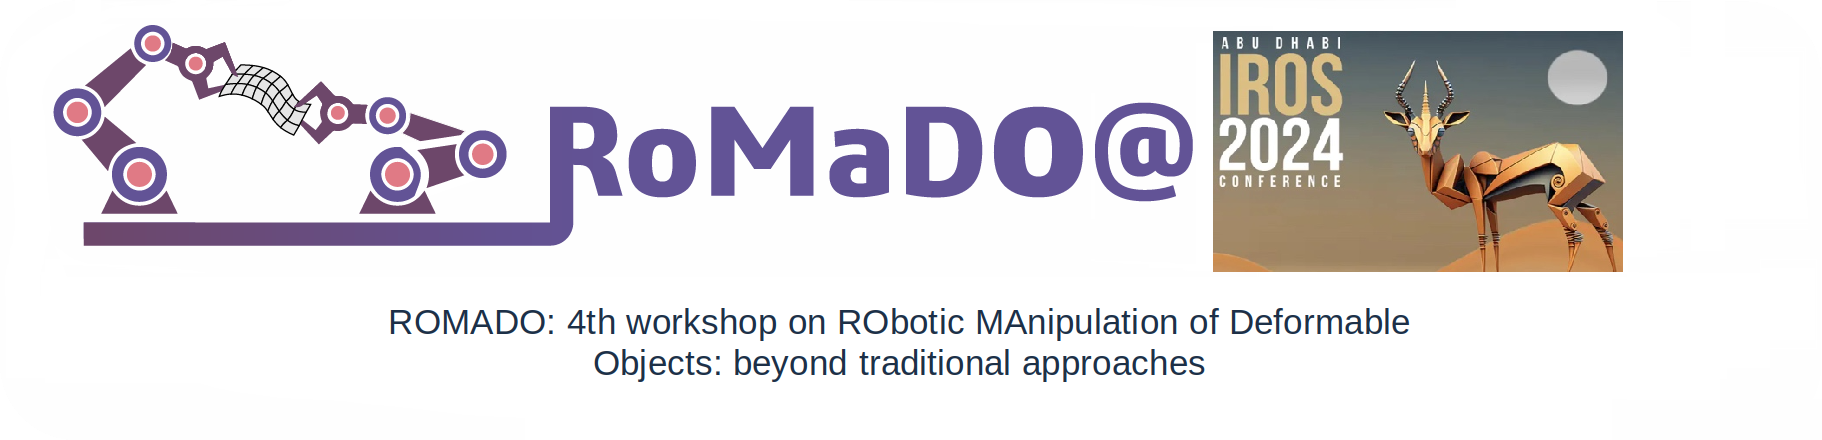 RoMaDO@
ABU DHABI
IROS
2024
CONFERENCE
ROMADO: 4th workshop on RObotic MAnipulation of Deformable
Objects: beyond traditional approaches